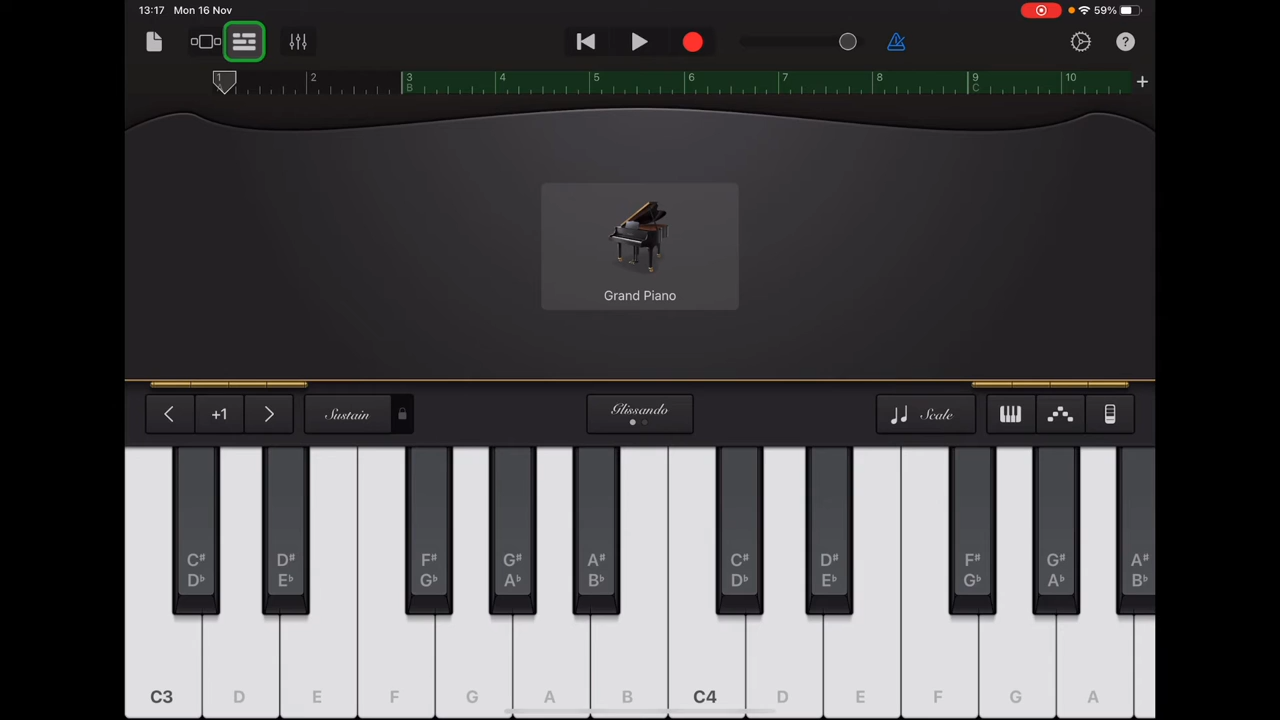 13:17 Mon 16 Nov
59%
1 2 3 4 5 6 7 8 9 10 +
A B C
Grand Piano
+1 Sustain Glissando Scale
C♯ D♯ F♯ G♯ A♯ C♯ D♯ F♯ G♯ A♯
D♭ E♭ G♭ A♭ B♭ D♭ E♭ G♭ A♭ B♭
C3 D E F G A B C4 D E F G A